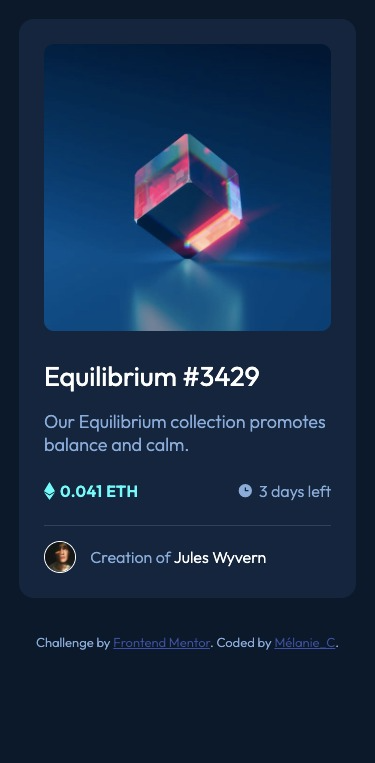 Equilibrium #3429
Our Equilibrium collection promotes
balance and calm.
0.041 ETH
3 days left
Creation of Jules Wyvern
Challenge by Frontend Mentor. Coded by Mélanie_C.